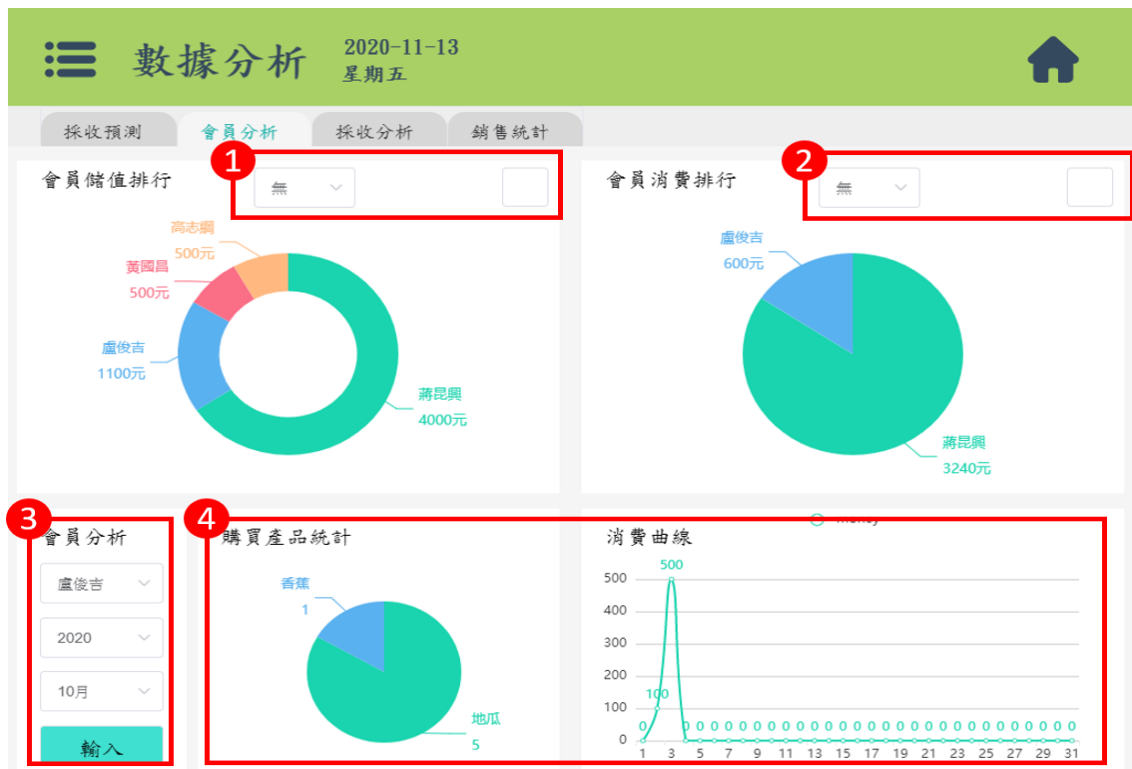 數據分析
2020-11-13
星期五
採收預測
會員分析
採收分析
銷售統計
1
會員儲值排行
無
高志綱
500元
黃國昌
500元
盧俊吉
1100元
蔣昆興
4000元
2
會員消費排行
無
盧俊吉
600元
蔣昆興
3240元
3
會員分析
盧俊吉
2020
10月
輸入
4
購買產品統計
香蕉
1
地瓜
5
消費曲線
500
500
400
300
200
100
0
100
0 0 0 0 0 0 0 0 0 0 0 0 0 0 0 0 0 0 0 0 0 0 0 0 0 0 0 0 0
1 3 5 7 9 11 13 15 17 19 21 23 25 27 29 31